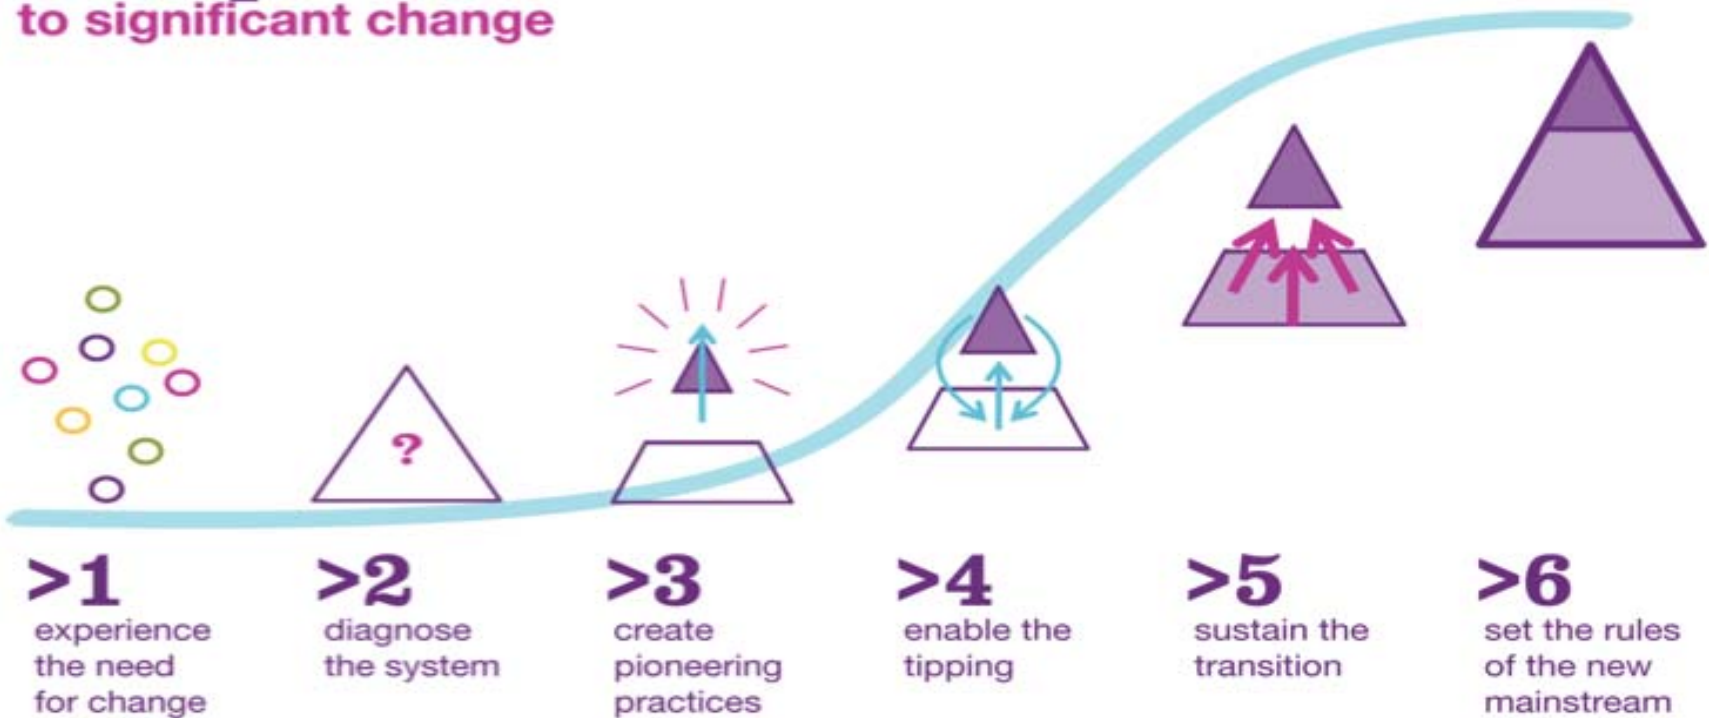 to significant change
?
>1
experience
the need
for change
>2
diagnose
the system
>3
create
pioneering
practices
>4
enable the
tipping
>5
sustain the
transition
>6
set the rules
of the new
mainstream